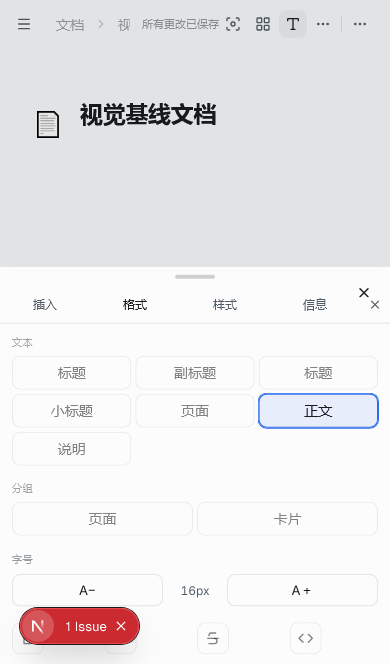 文档 > 视 所有更改已保存 T
视觉基线文档
插入 格式 样式 信息
文本
标题 副标题 标题
小标题 页面 正文
说明
分组
页面 卡片
字号
A− 16px A+
N 1 Issue
S <>